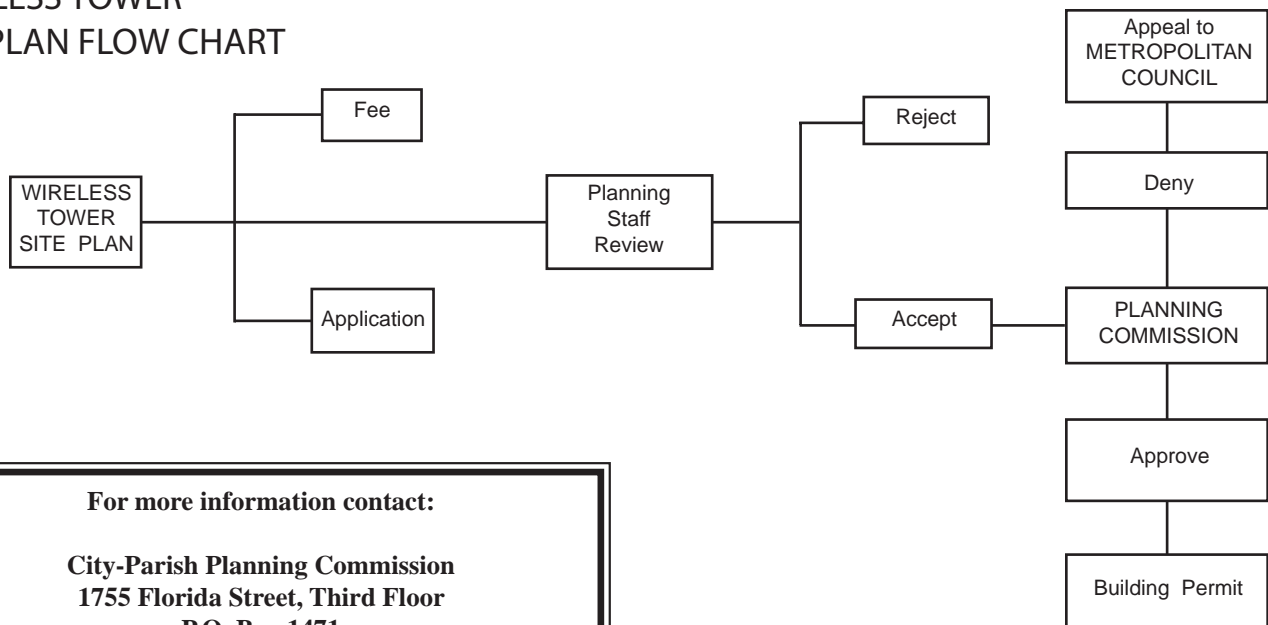 TOWER
PLAN FLOW CHART
Fee
WIRELESS
TOWER
SITE PLAN
Application
Planning
Staff
Review
Reject
Accept
Appeal to
METROPOLITAN
COUNCIL
Deny
PLANNING
COMMISSION
Approve
Building Permit
For more information contact:
City-Parish Planning Commission
1755 Florida Street, Third Floor